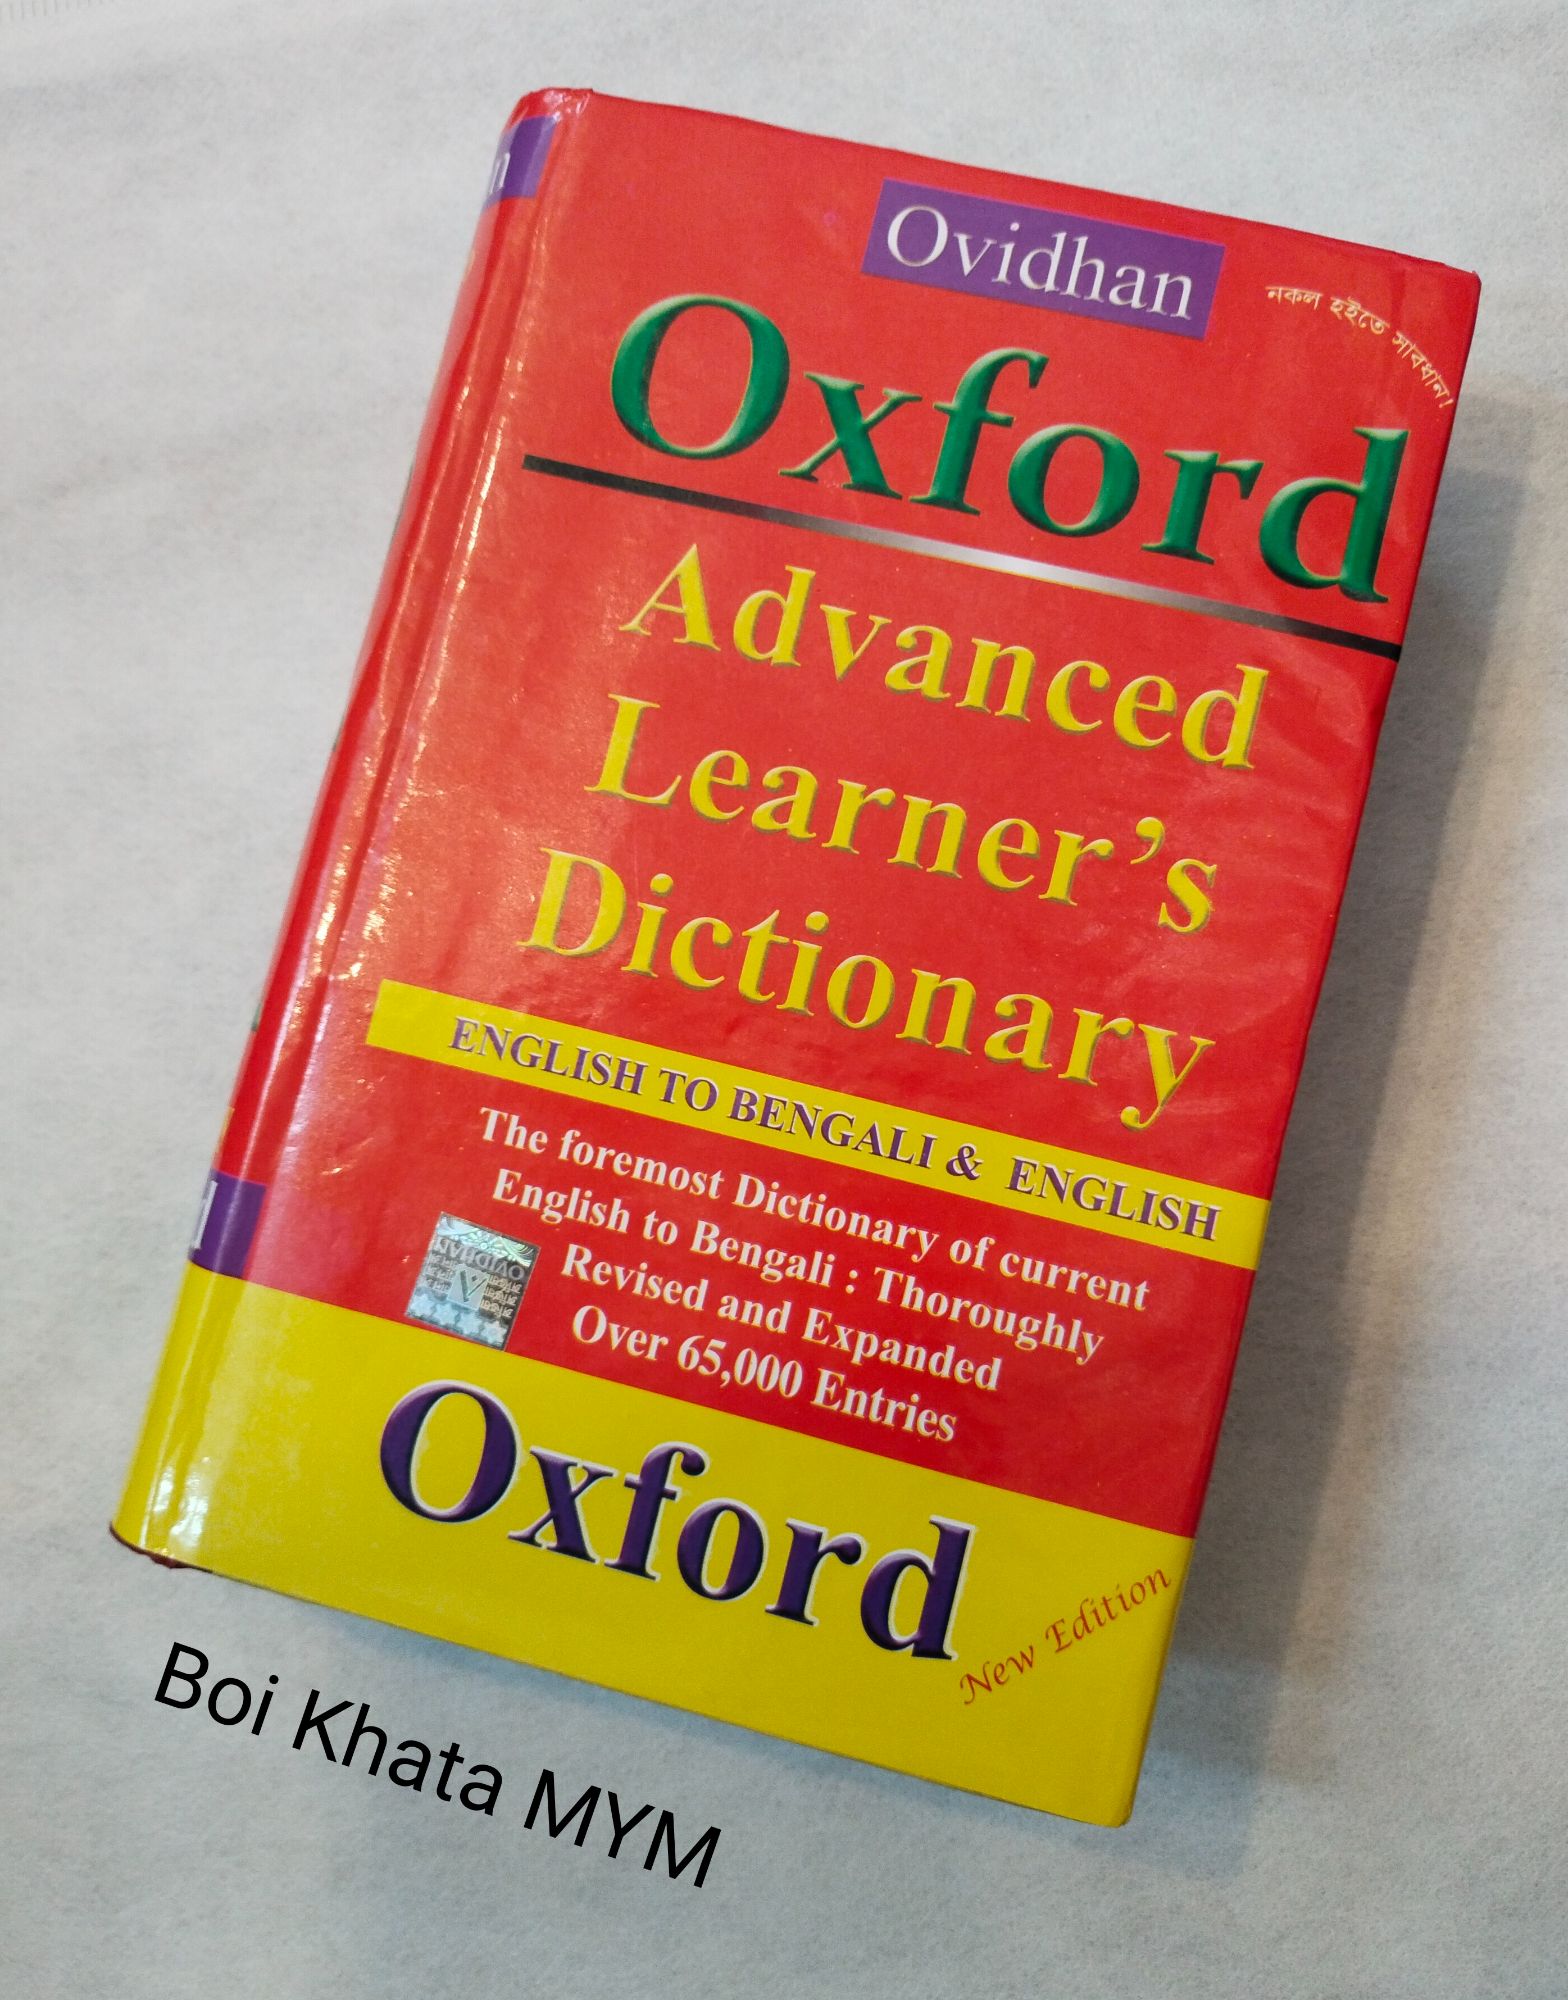 Ovidhan
নকল হইতে সাবধান!
Oxford
Advanced
Learner's
Dictionary
ENGLISH TO BENGALI & ENGLISH
The foremost Dictionary of current
English to Bengali : Thoroughly
Revised and Expanded
Over 65,000 Entries
OVIDHAN
Oxford
New Edition
Boi Khata MYM